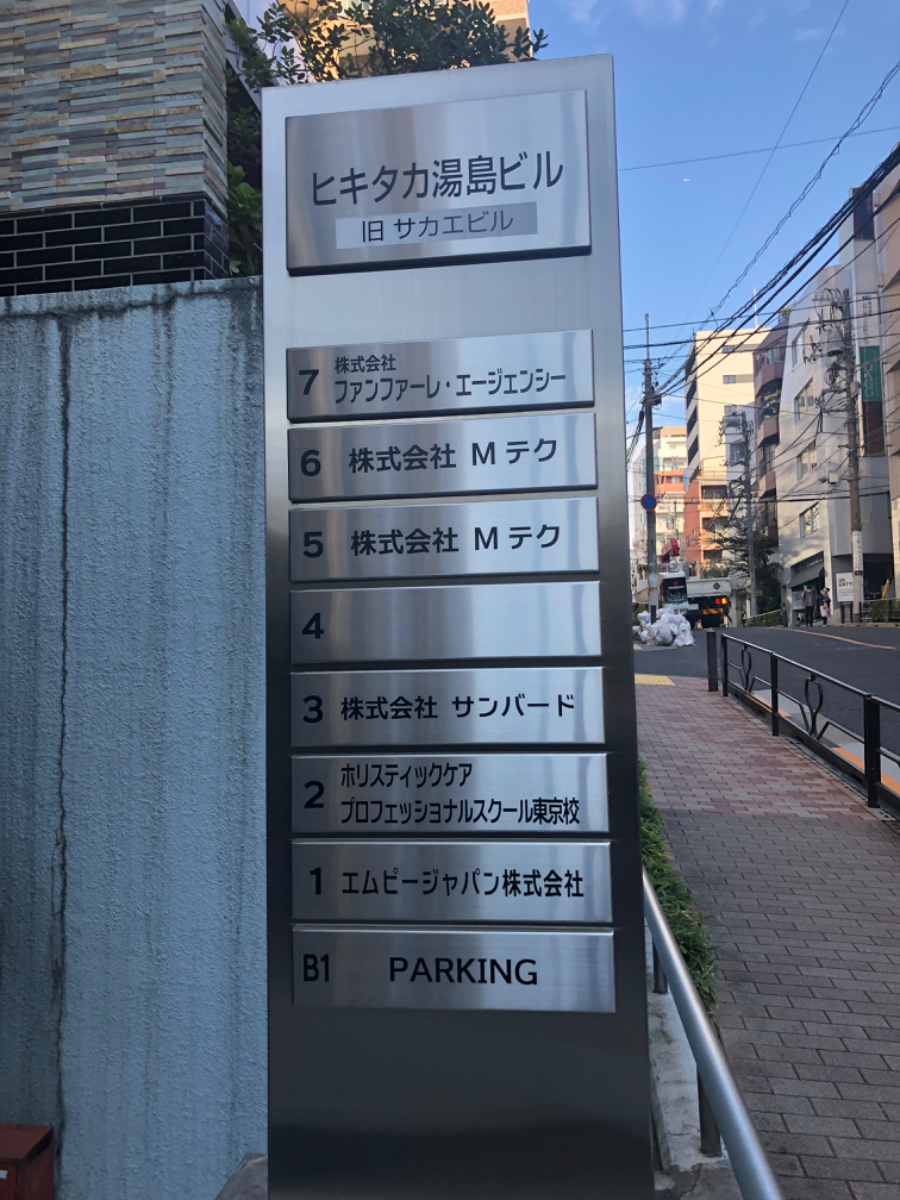 ヒキタカ湯島ビル
旧 サカエビル
7 株式会社
ファンファーレ・エージェンシー
6 株式会社 Mテク
5 株式会社 Mテク
4
3 株式会社 サンバード
2 ホリスティックケア
プロフェッショナルスクール東京校
1 エムピージャパン株式会社
B1 PARKING